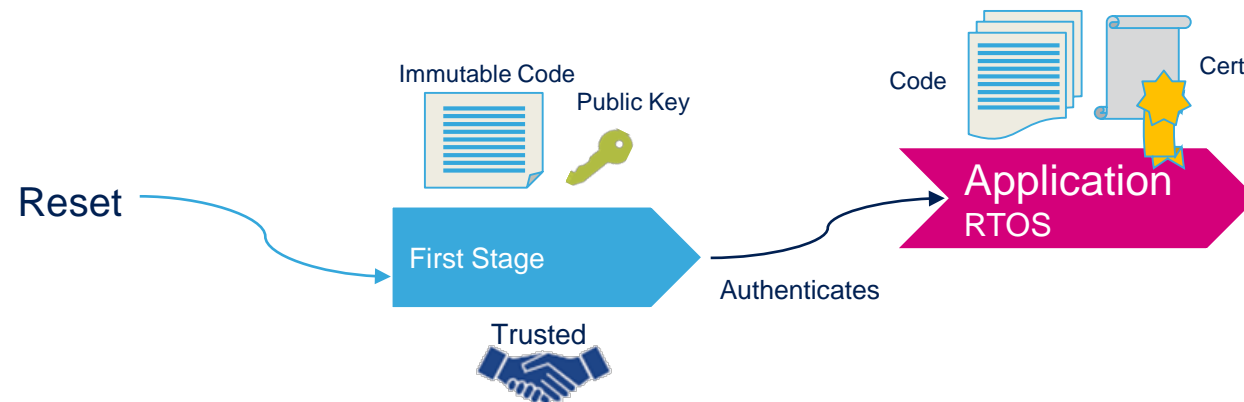 Immutable Code
Public Key
Code
Cert
Reset
First Stage
Application
RTOS
Authenticates
Trusted